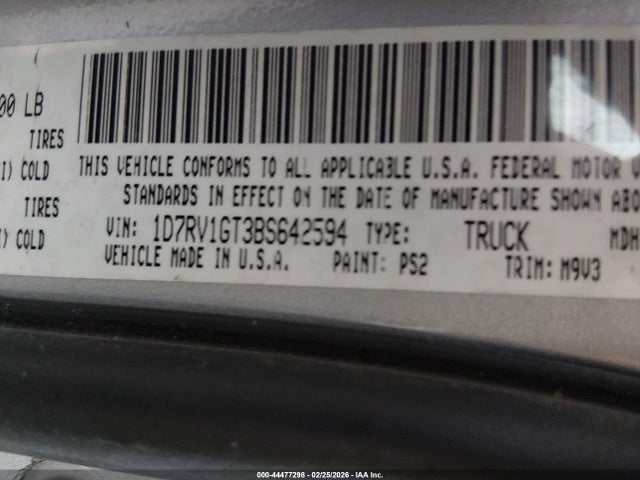 00 LB
TIRES
I) COLD
TIRES
I) COLD
THIS VEHICLE CONFORMS TO ALL APPLICABLE U.S.A. FEDERAL MOTOR V
STANDARDS IN EFFECT ON THE DATE OF MANUFACTURE SHOWN ABO
VIN: 1D7RV1GT3BS642594 TYPE: TRUCK MDH
VEHICLE MADE IN U.S.A. PAINT: PS2 TRIM: M9V3
000-44477298 - 02/25/2026 - IAA Inc.